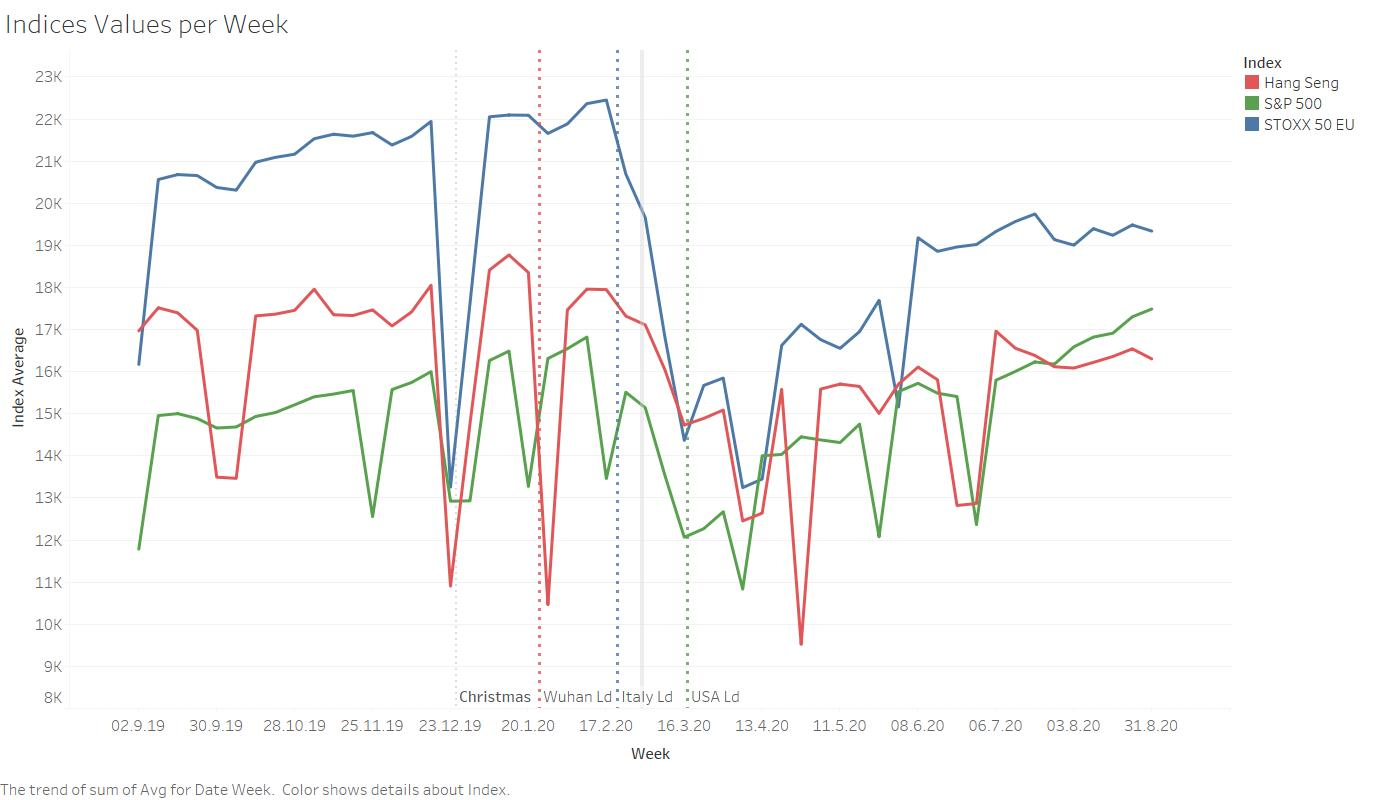 Indices Values per Week
Index
Hang Seng
S&P 500
STOXX 50 EU
23K
22K
21K
20K
19K
18K
17K
16K
15K
14K
13K
12K
11K
10K
9K
8K
Index Average
Christmas Wuhan Ld Italy Ld USA Ld
02.9.19 30.9.19 28.10.19 25.11.19 23.12.19 20.1.20 17.2.20 16.3.20 13.4.20 11.5.20 08.6.20 06.7.20 03.8.20 31.8.20
Week
The trend of sum of Avg for Date Week. Color shows details about Index.